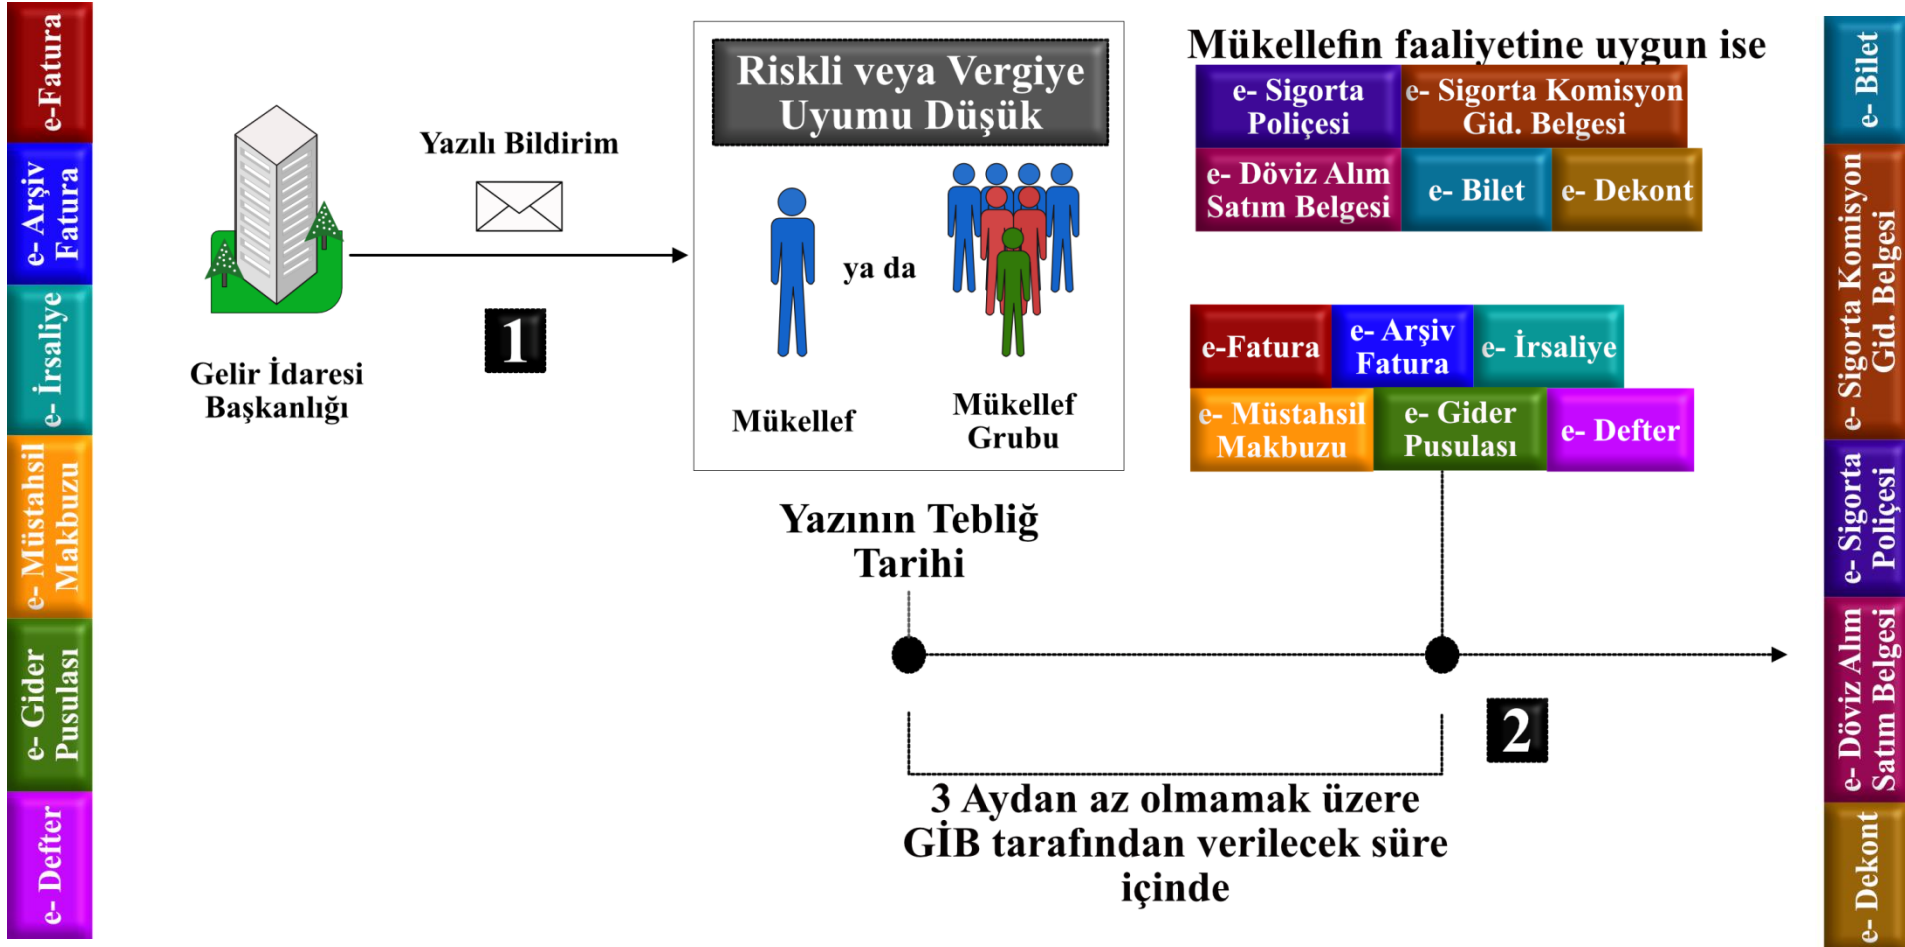 e-Fatura
e- Arşiv
Fatura
e- İrsaliye
e- Müstahsil
Makbuzu
e- Gider
Pusulası
e- Defter
Gelir İdaresi
Başkanlığı
Yazılı Bildirim
1
Riskli veya Vergiye
Uyumu Düşük
ya da
Mükellef
Mükellef
Grubu
Mükellefin faaliyetine uygun ise
e- Sigorta
Poliçesi
e- Sigorta Komisyon
Gid. Belgesi
e- Döviz Alım
Satım Belgesi
e- Bilet
e- Dekont
e-Fatura
e- Arşiv
Fatura
e- İrsaliye
e- Müstahsil
Makbuzu
e- Gider
Pusulası
e- Defter
Yazının Tebliğ
Tarihi
2
3 Aydan az olmamak üzere
GİB tarafından verilecek süre
içinde
e- Bilet
e- Sigorta Komisyon
Gid. Belgesi
e- Sigorta
Poliçesi
e- Döviz Alım
Satım Belgesi
e- Dekont